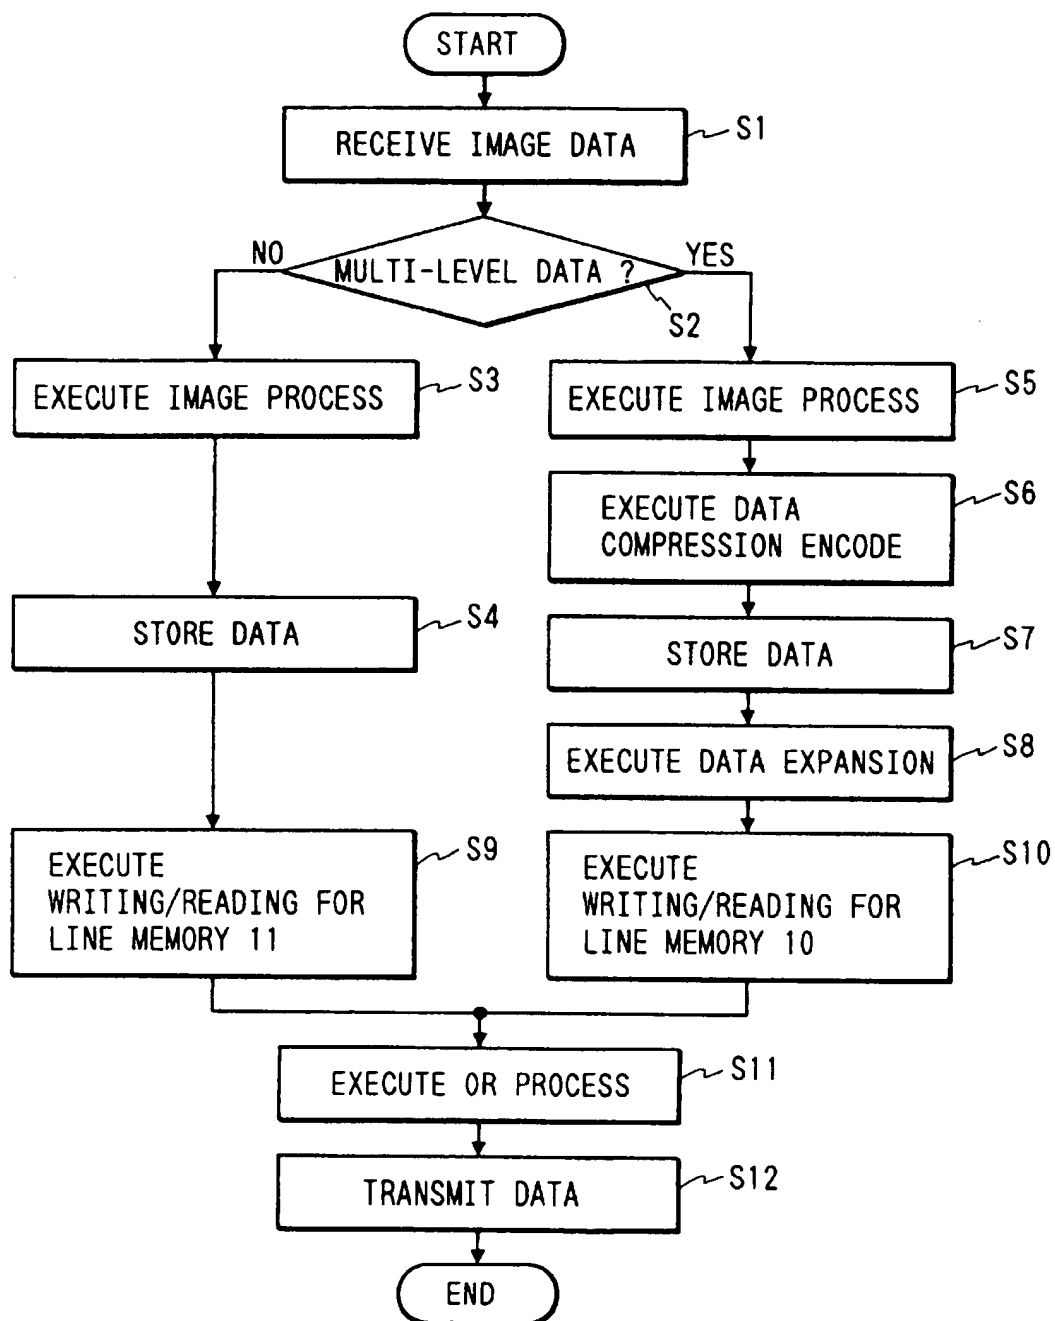 START
RECEIVE IMAGE DATA
S1
NO
MULTI-LEVEL DATA ?
YES
S2
EXECUTE IMAGE PROCESS
S3
EXECUTE IMAGE PROCESS
S5
EXECUTE DATA
COMPRESSION ENCODE
S6
STORE DATA
S4
STORE DATA
S7
EXECUTE DATA EXPANSION
S8
EXECUTE
WRITING/READING FOR
LINE MEMORY 11
S9
EXECUTE
WRITING/READING FOR
LINE MEMORY 10
S10
EXECUTE OR PROCESS
S11
TRANSMIT DATA
S12
END